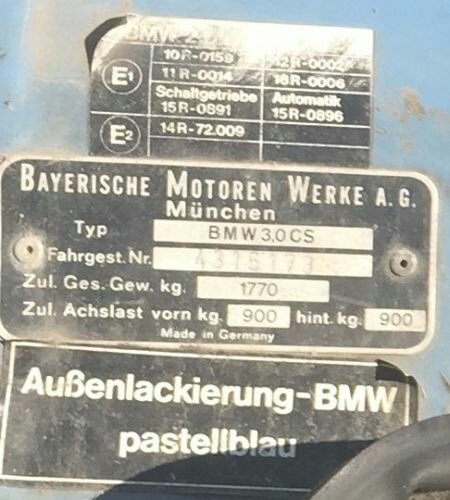 BMW
10R-0159 12R-0002
E1 11R-0014 18R-0006
Schaltgetriebe Automatik
15R-0891 15R-0896
E2 14R-72.009
BAYERISCHE MOTOREN WERKE A.G.
München
Typ BMW 3,0 CS
Fahrgest. Nr. 4315173
Zul. Ges. Gew. kg. 1770
Zul. Achslast vorn kg. 900 hint. kg. 900
Made in Germany
Außenlackierung-BMW
pastellblau